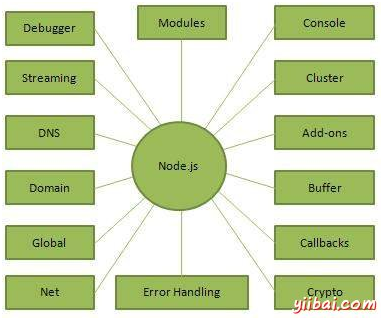 Debugger
Modules
Console
Streaming
Cluster
DNS
Add-ons
Node.js
Domain
Buffer
Global
Callbacks
Net
Error Handling
Crypto
yiibai.com